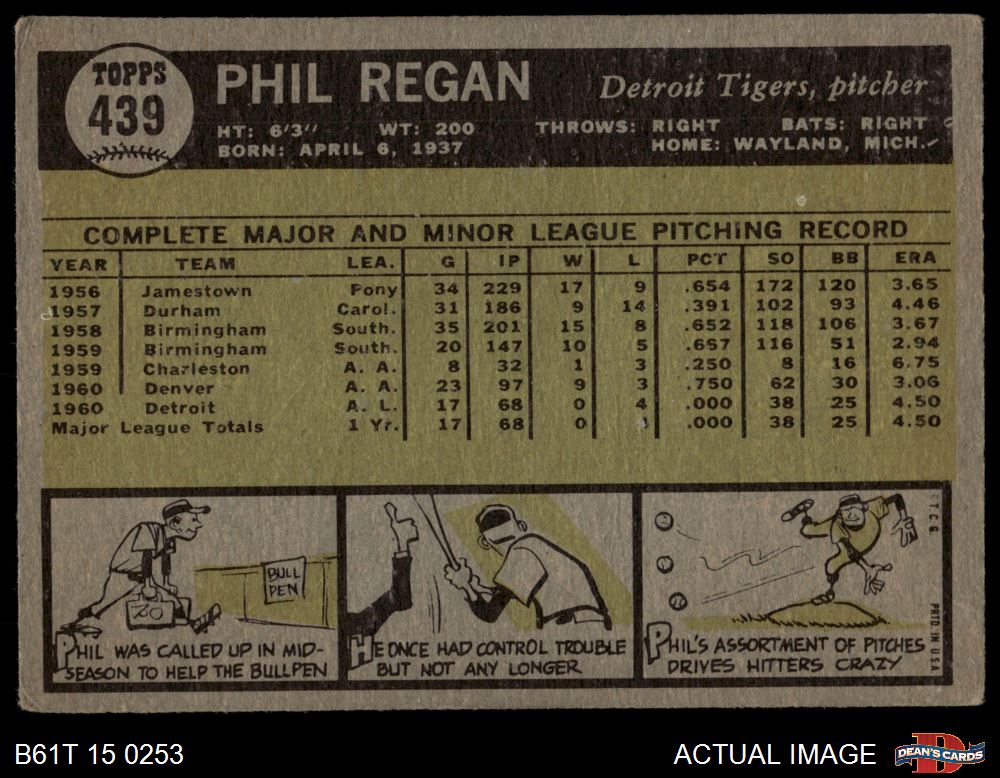 TOPPS
439
PHIL REGAN
Detroit Tigers, pitcher
HT: 6'3" WT: 200 THROWS: RIGHT BATS: RIGHT
BORN: APRIL 6, 1937 HOME: WAYLAND, MICH.
COMPLETE MAJOR AND MINOR LEAGUE PITCHING RECORD
YEAR TEAM LEA. G IP W L PCT SO BB ERA
1956 Jamestown Pony 34 229 17 9 .654 172 120 3.65
1957 Durham Carol. 31 186 9 14 .391 102 93 4.46
1958 Birmingham South. 35 201 15 8 .652 118 106 3.67
1959 Birmingham South. 20 147 10 5 .667 116 51 2.94
1959 Charleston A. A. 8 32 1 3 .250 8 16 6.75
1960 Denver A. A. 23 97 9 3 .750 62 30 3.06
1960 Detroit A. L. 17 68 0 4 .000 38 25 4.50
Major League Totals 1 Yr. 17 68 0 .000 38 25 4.50
BULL
PEN
PHIL WAS CALLED UP IN MID-
SEASON TO HELP THE BULLPEN
HE ONCE HAD CONTROL TROUBLE
BUT NOT ANY LONGER
PHIL'S ASSORTMENT OF PITCHES
DRIVES HITTERS CRAZY
T.C.G.
PRTD. IN USA
B61T 15 0253
ACTUAL IMAGE
DEAN'S CARDS